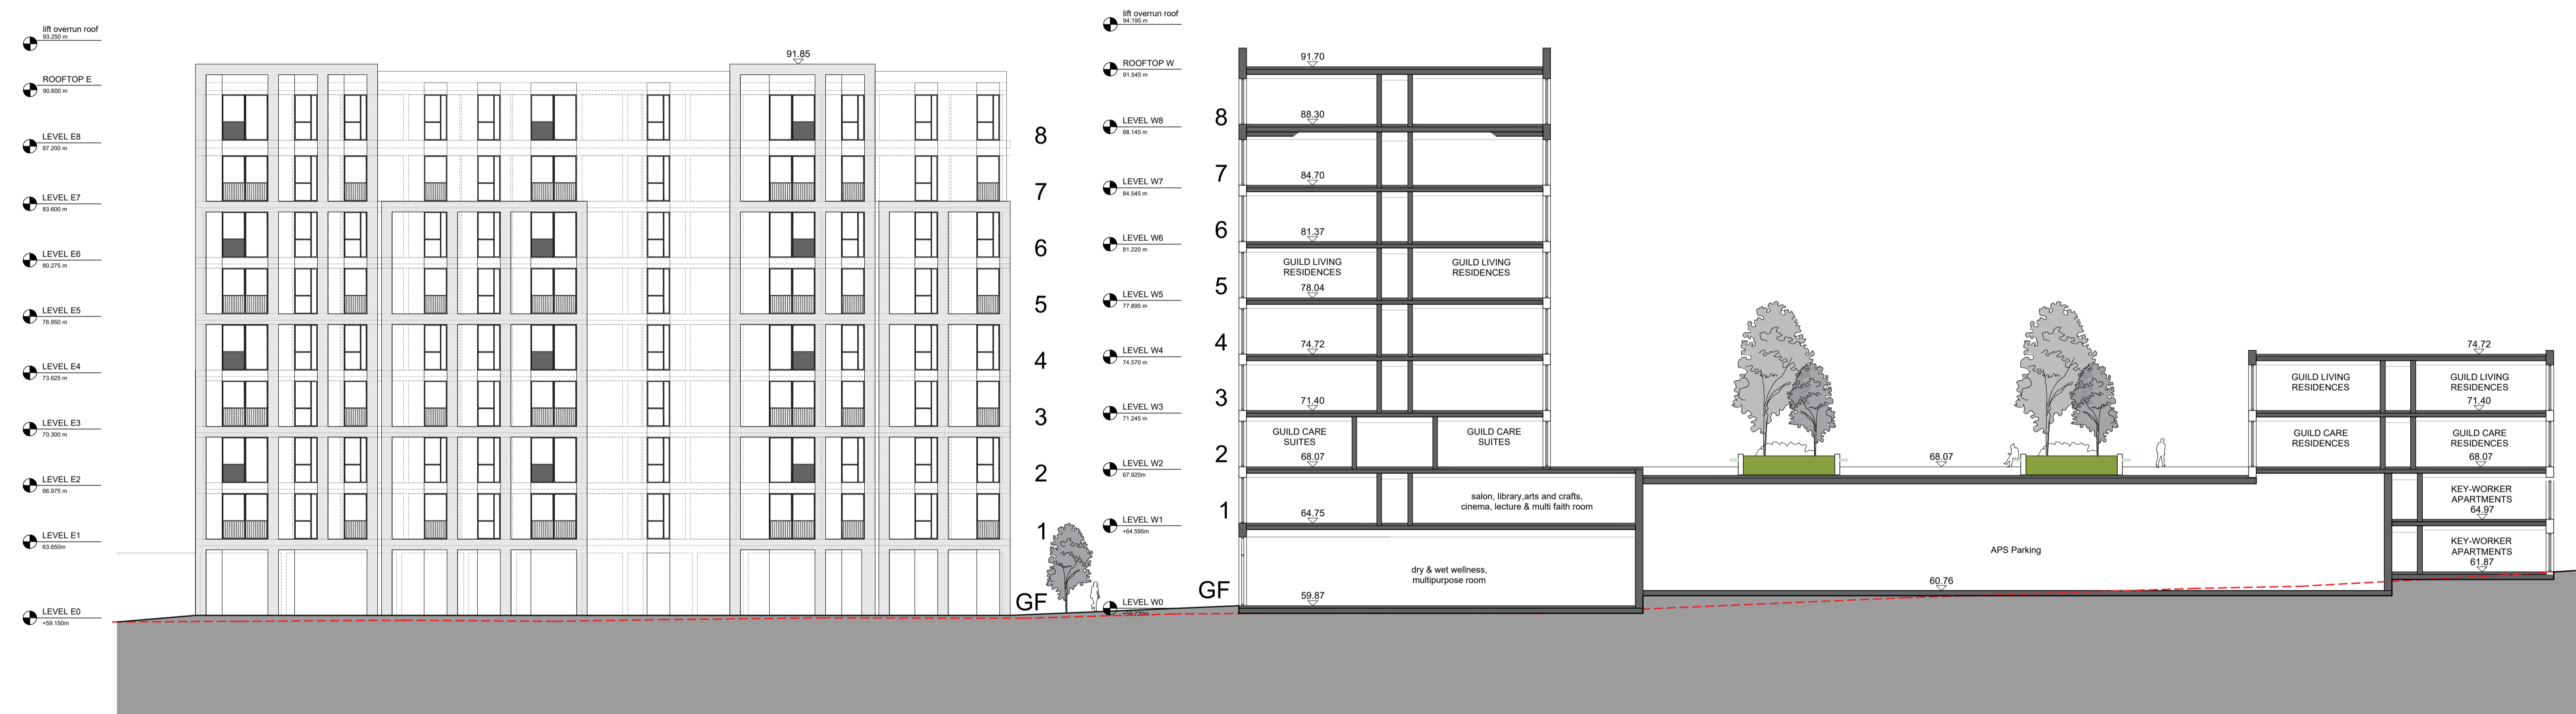 lift overrun roof
93.250 m
ROOFTOP E
90.600 m
LEVEL E8
87.200 m
LEVEL E7
83.600 m
LEVEL E6
80.275 m
LEVEL E5
76.950 m
LEVEL E4
73.625 m
LEVEL E3
70.300 m
LEVEL E2
66.975 m
LEVEL E1
63.650m
LEVEL E0
+59.150m
91.85
8
7
6
5
4
3
2
1
GF
lift overrun roof
94.195 m
ROOFTOP W
91.545 m
LEVEL W8
88.145 m
LEVEL W7
84.545 m
LEVEL W6
81.220 m
LEVEL W5
77.895 m
LEVEL W4
74.570 m
LEVEL W3
71.245 m
LEVEL W2
67.920m
LEVEL W1
+64.595m
LEVEL W0
+59.720m
8
7
6
5
4
3
2
1
GF
91.70
88.30
84.70
81.37
GUILD LIVING
RESIDENCES
GUILD LIVING
RESIDENCES
78.04
74.72
71.40
GUILD CARE
SUITES
GUILD CARE
SUITES
68.07
salon, library,arts and crafts,
cinema, lecture & multi faith room
64.75
dry & wet wellness,
multipurpose room
59.87
68.07
APS Parking
60.76
74.72
GUILD LIVING
RESIDENCES
GUILD LIVING
RESIDENCES
71.40
GUILD CARE
RESIDENCES
GUILD CARE
RESIDENCES
68.07
KEY-WORKER
APARTMENTS
64.97
KEY-WORKER
APARTMENTS
61.87